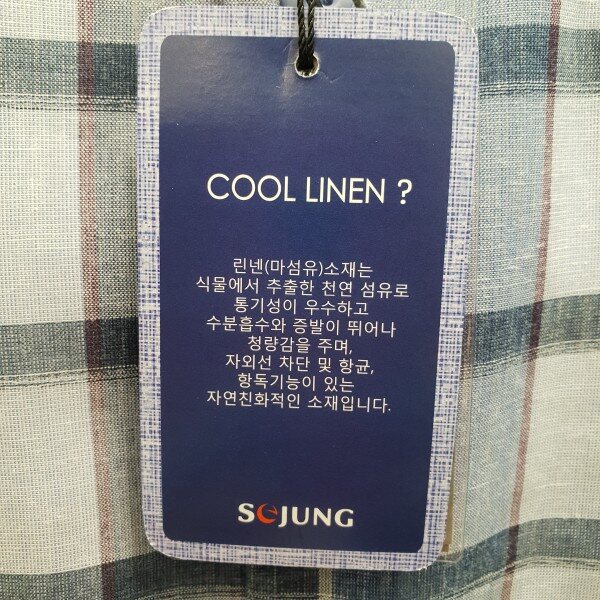 COOL LINEN ?
린넨(마섬유)소재는
식물에서 추출한 천연 섬유로
통기성이 우수하고
수분흡수와 증발이 뛰어나
청량감을 주며,
자외선 차단 및 항균,
항독기능이 있는
자연친화적인 소재입니다.
SEJUNG